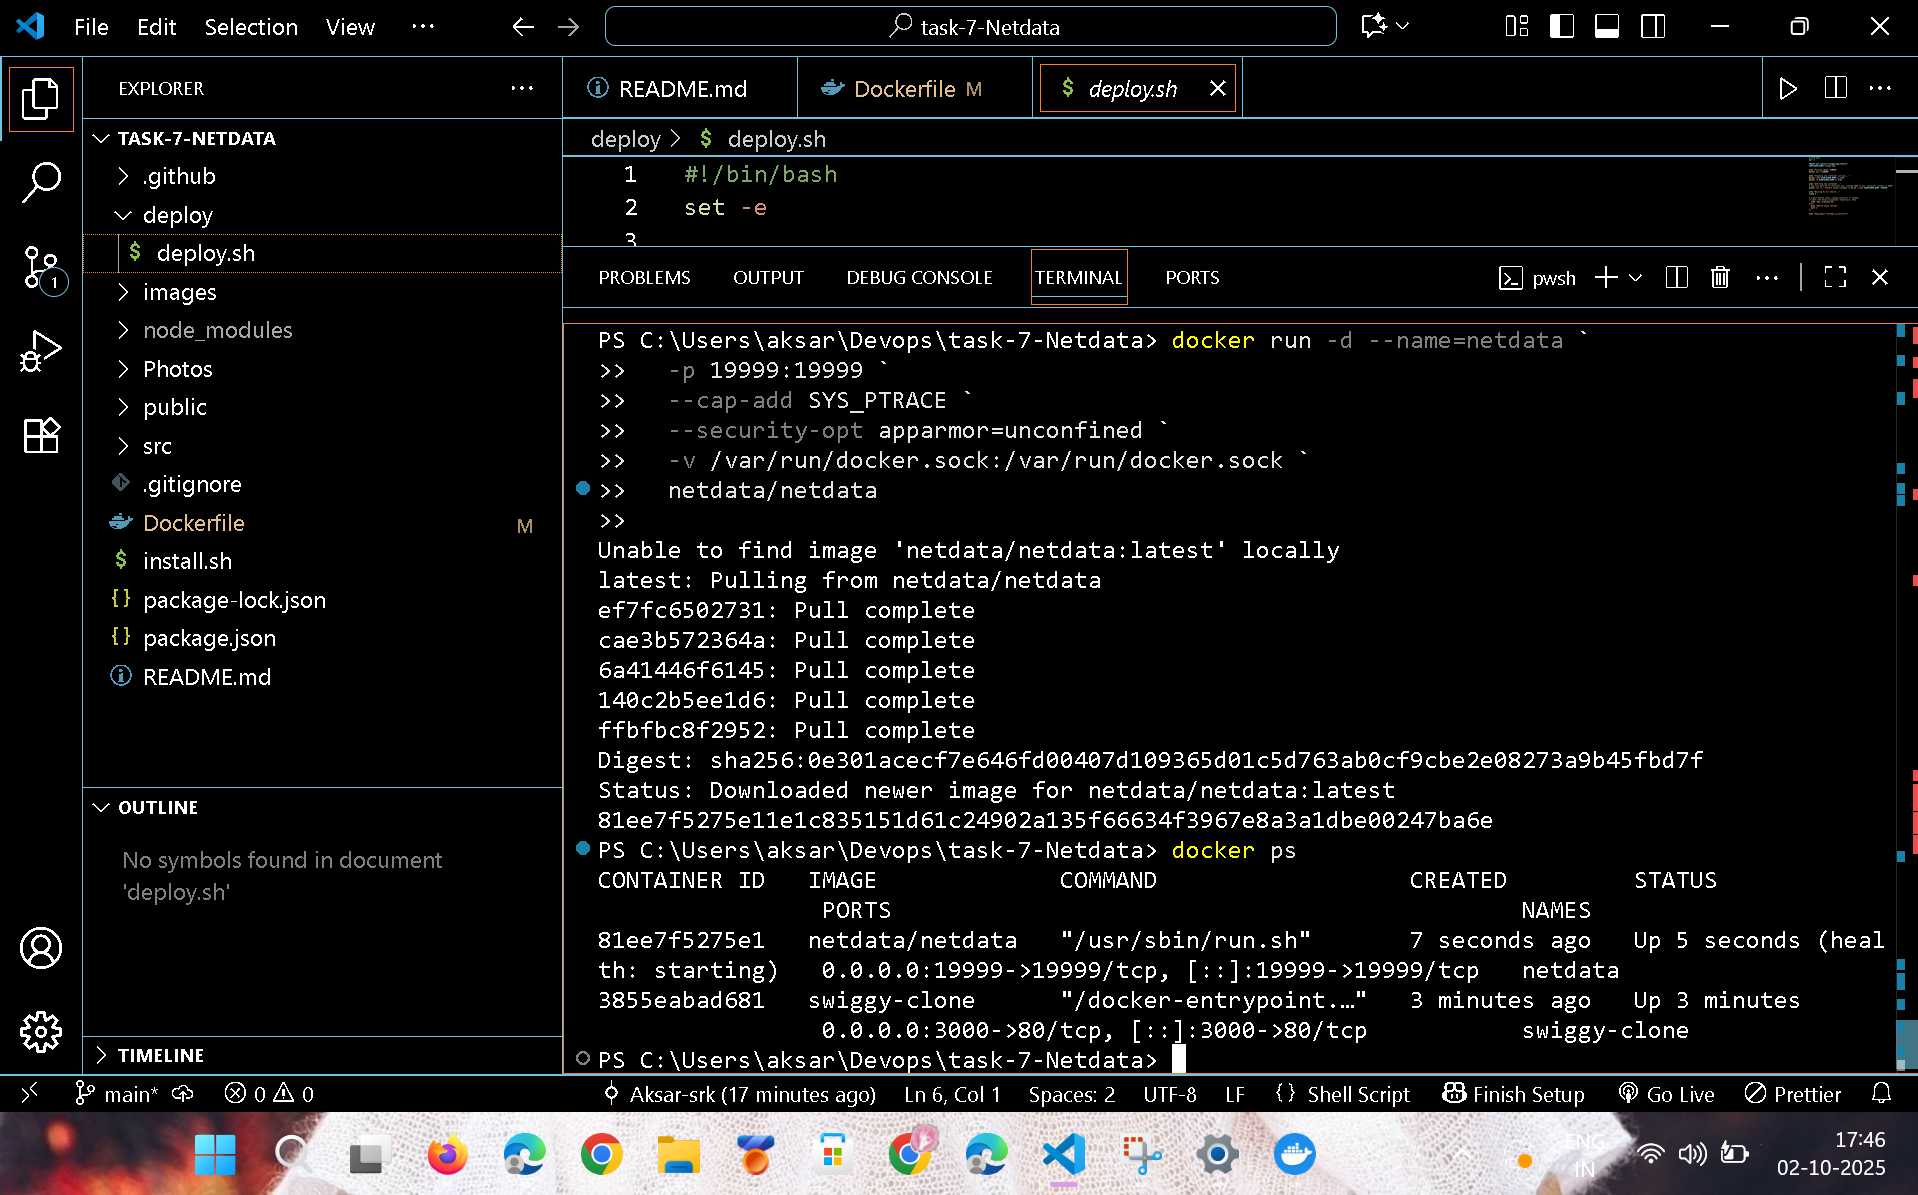 File Edit Selection View ···
task-7-Netdata
EXPLORER ···
README.md
Dockerfile M
$ deploy.sh
TASK-7-NETDATA
.github
deploy
$ deploy.sh
images
node_modules
Photos
public
src
.gitignore
Dockerfile M
$ install.sh
{} package-lock.json
{} package.json
README.md
1
OUTLINE
No symbols found in document
'deploy.sh'
TIMELINE
deploy > $ deploy.sh
1 #!/bin/bash
2 set -e
3
PROBLEMS OUTPUT DEBUG CONSOLE TERMINAL PORTS
pwsh
PS C:\Users\aksar\Devops\task-7-Netdata> docker run -d --name=netdata `
>> -p 19999:19999 `
>> --cap-add SYS_PTRACE `
>> --security-opt apparmor=unconfined `
>> -v /var/run/docker.sock:/var/run/docker.sock `
>> netdata/netdata
>>
Unable to find image 'netdata/netdata:latest' locally
latest: Pulling from netdata/netdata
ef7fc6502731: Pull complete
cae3b572364a: Pull complete
6a41446f6145: Pull complete
140c2b5ee1d6: Pull complete
ffbfbc8f2952: Pull complete
Digest: sha256:0e301acecf7e646fd00407d109365d01c5d763ab0cf9cbe2e08273a9b45fbd7f
Status: Downloaded newer image for netdata/netdata:latest
81ee7f5275e11e1c835151d61c24902a135f66634f3967e8a3a1dbe00247ba6e
PS C:\Users\aksar\Devops\task-7-Netdata> docker ps
CONTAINER ID IMAGE COMMAND CREATED STATUS
PORTS NAMES
81ee7f5275e1 netdata/netdata "/usr/sbin/run.sh" 7 seconds ago Up 5 seconds (heal
th: starting) 0.0.0.0:19999->19999/tcp, [::]:19999->19999/tcp netdata
3855eabad681 swiggy-clone "/docker-entrypoint.…" 3 minutes ago Up 3 minutes
0.0.0.0:3000->80/tcp, [::]:3000->80/tcp swiggy-clone
PS C:\Users\aksar\Devops\task-7-Netdata>
main* 0 0 Aksar-srk (17 minutes ago) Ln 6, Col 1 Spaces: 2 UTF-8 LF {} Shell Script Finish Setup Go Live Prettier
ENG
IN
17:46
02-10-2025